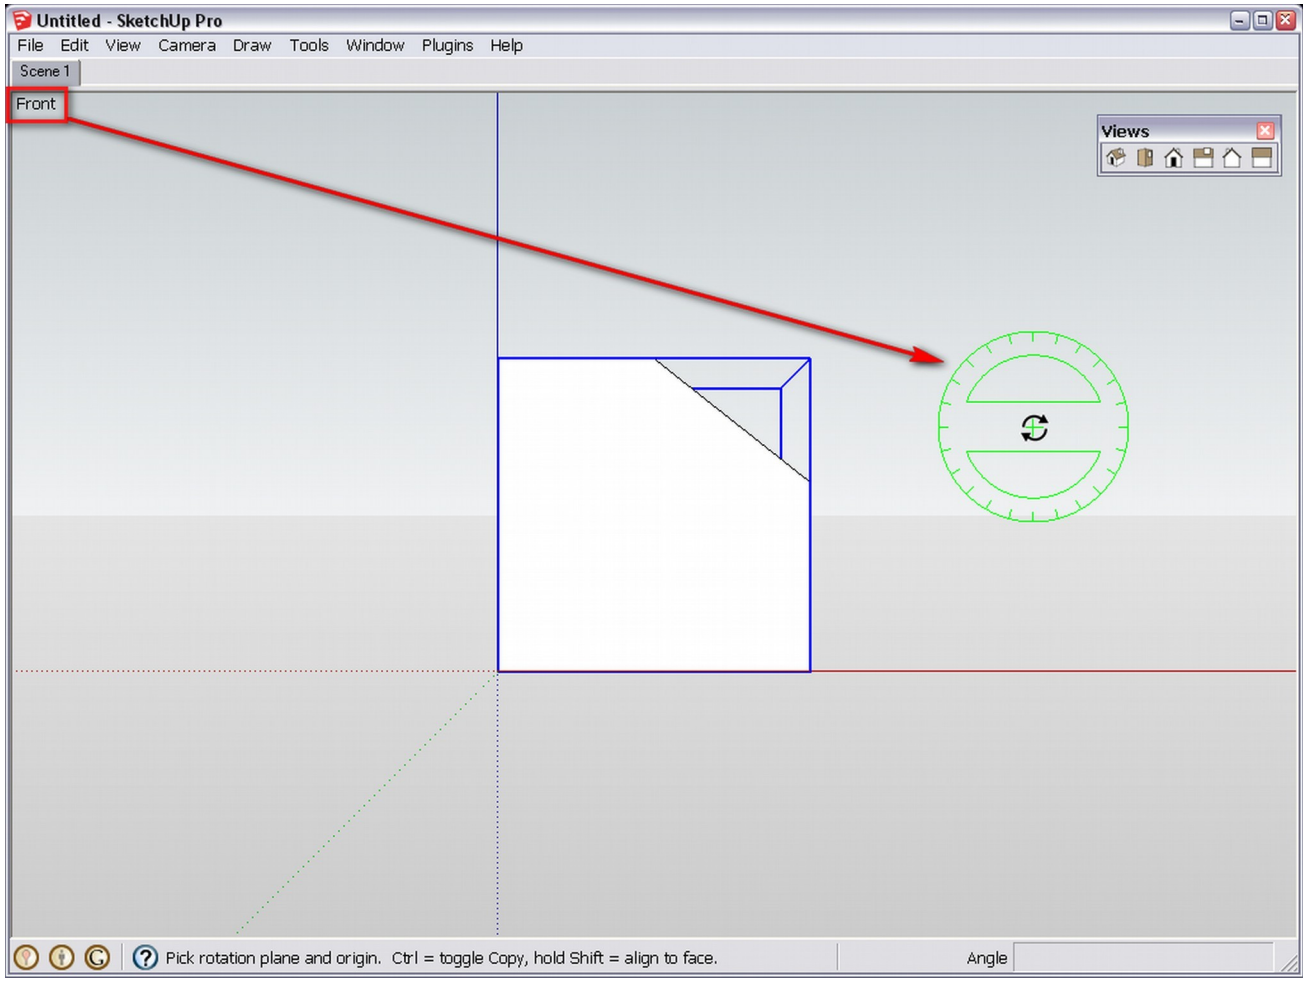 Untitled - SketchUp Pro
File Edit View Camera Draw Tools Window Plugins Help
Scene 1
Front
Views
Pick rotation plane and origin. Ctrl = toggle Copy, hold Shift = align to face.
Angle